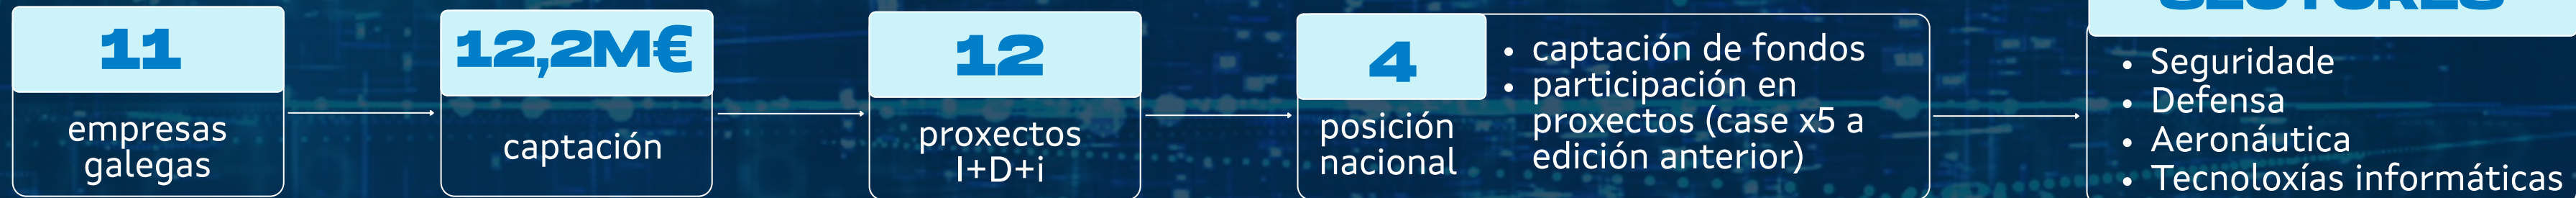 11
empresas
galegas
12,2M€
captación
12
proxectos
I+D+i
4
posición
nacional
• captación de fondos
• participación en
proxectos (case x5 a
edición anterior)
SECTORES
• Seguridade
• Defensa
• Aeronáutica
• Tecnoloxías informáticas